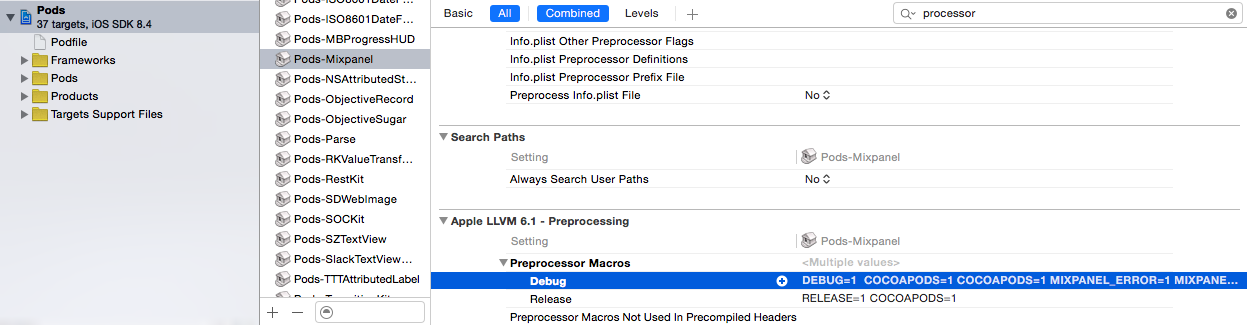 Pods
37 targets, iOS SDK 8.4
Podfile
Frameworks
Pods
Products
Targets Support Files
Pods-ISO8601DateF...
Pods-MBProgressHUD
Pods-Mixpanel
Pods-NSAttributedSt...
Pods-ObjectiveRecord
Pods-ObjectiveSugar
Pods-Parse
Pods-RKValueTransf...
Pods-RestKit
Pods-SDWebImage
Pods-SOCKit
Pods-SZTextView
Pods-SlackTextView...
Pods-TTTAttributedLabel
Basic All Combined Levels + processor
Info.plist Other Preprocessor Flags
Info.plist Preprocessor Definitions
Info.plist Preprocessor Prefix File
Preprocess Info.plist File No
Search Paths
Setting Pods-Mixpanel
Always Search User Paths No
Apple LLVM 6.1 - Preprocessing
Setting Pods-Mixpanel
Preprocessor Macros <Multiple values>
Debug DEBUG=1 COCOAPODS=1 COCOAPODS=1 MIXPANEL_ERROR=1 MIXPANE...
Release RELEASE=1 COCOAPODS=1
Preprocessor Macros Not Used In Precompiled Headers